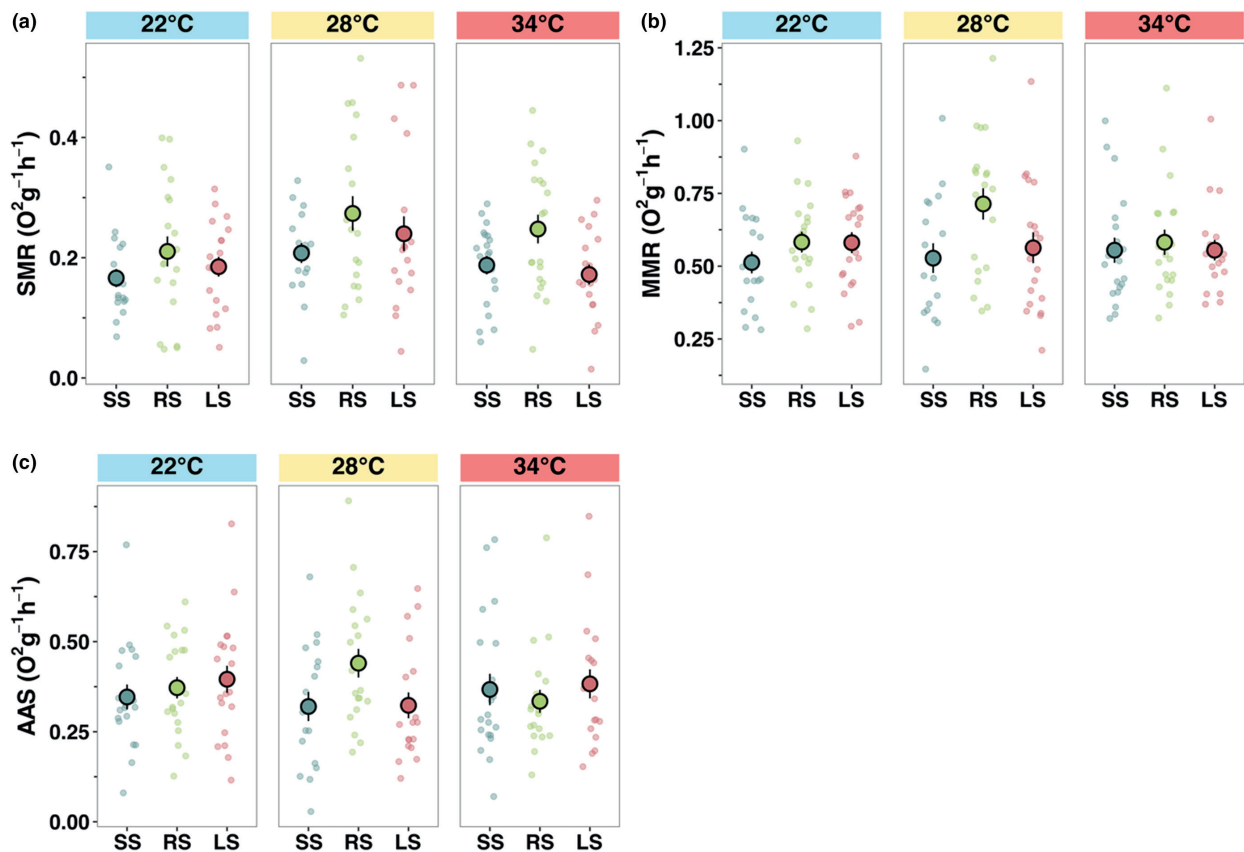 (a)
22°C 28°C 34°C
SMR (O²g⁻¹h⁻¹)
0.4
0.2
0.0
SS RS LS SS RS LS SS RS LS
(b)
22°C 28°C 34°C
MMR (O²g⁻¹h⁻¹)
1.25
1.00
0.75
0.50
0.25
SS RS LS SS RS LS SS RS LS
(c)
22°C 28°C 34°C
AAS (O²g⁻¹h⁻¹)
0.75
0.50
0.25
0.00
SS RS LS SS RS LS SS RS LS